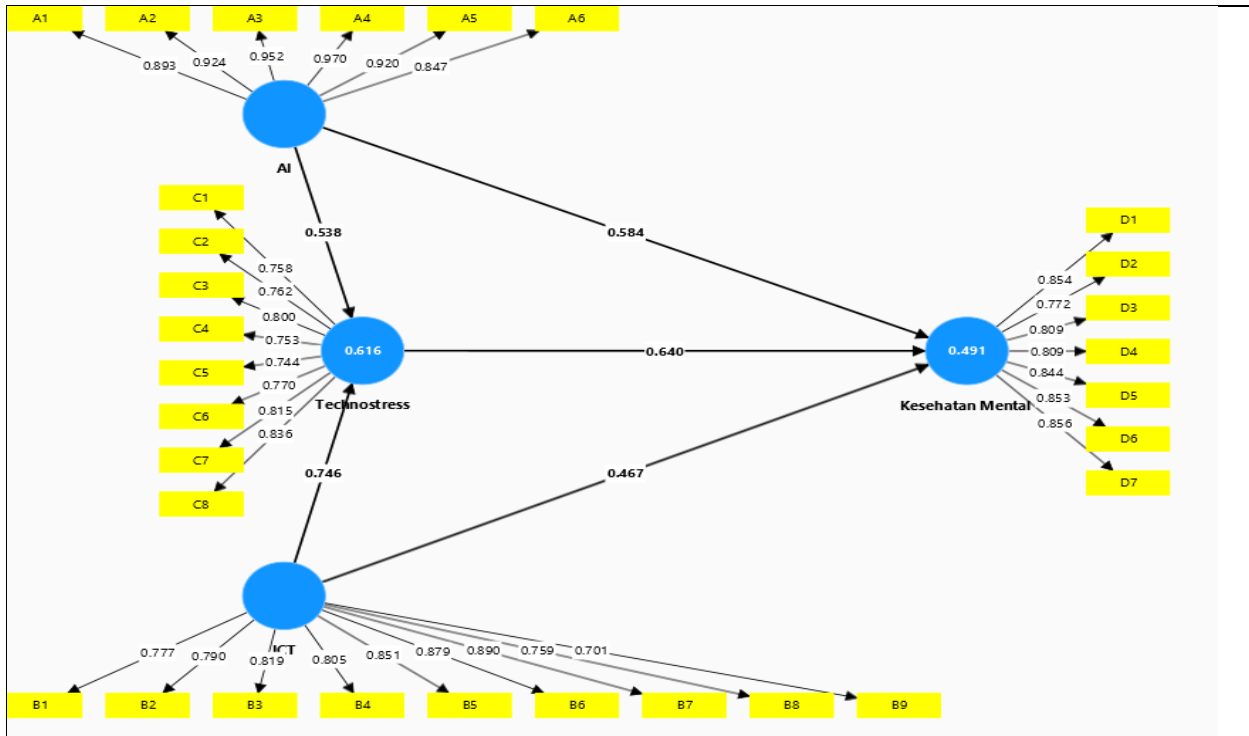 A1 A2 A3 A4 A5 A6
0.893 0.924 0.952 0.970 0.920 0.847
AI
C1
C2
C3
C4
C5
C6
C7
C8
0.758
0.762
0.800
0.753
0.744
0.770
0.815
0.836
0.538
0.584
0.616
Technostress
0.640
0.746
0.467
0.491
Kesehatan Mental
D1
D2
D3
D4
D5
D6
D7
0.854
0.772
0.809
0.809
0.844
0.853
0.856
ICT
0.777 0.790 0.819 0.805 0.851 0.879 0.890 0.759 0.701
B1 B2 B3 B4 B5 B6 B7 B8 B9